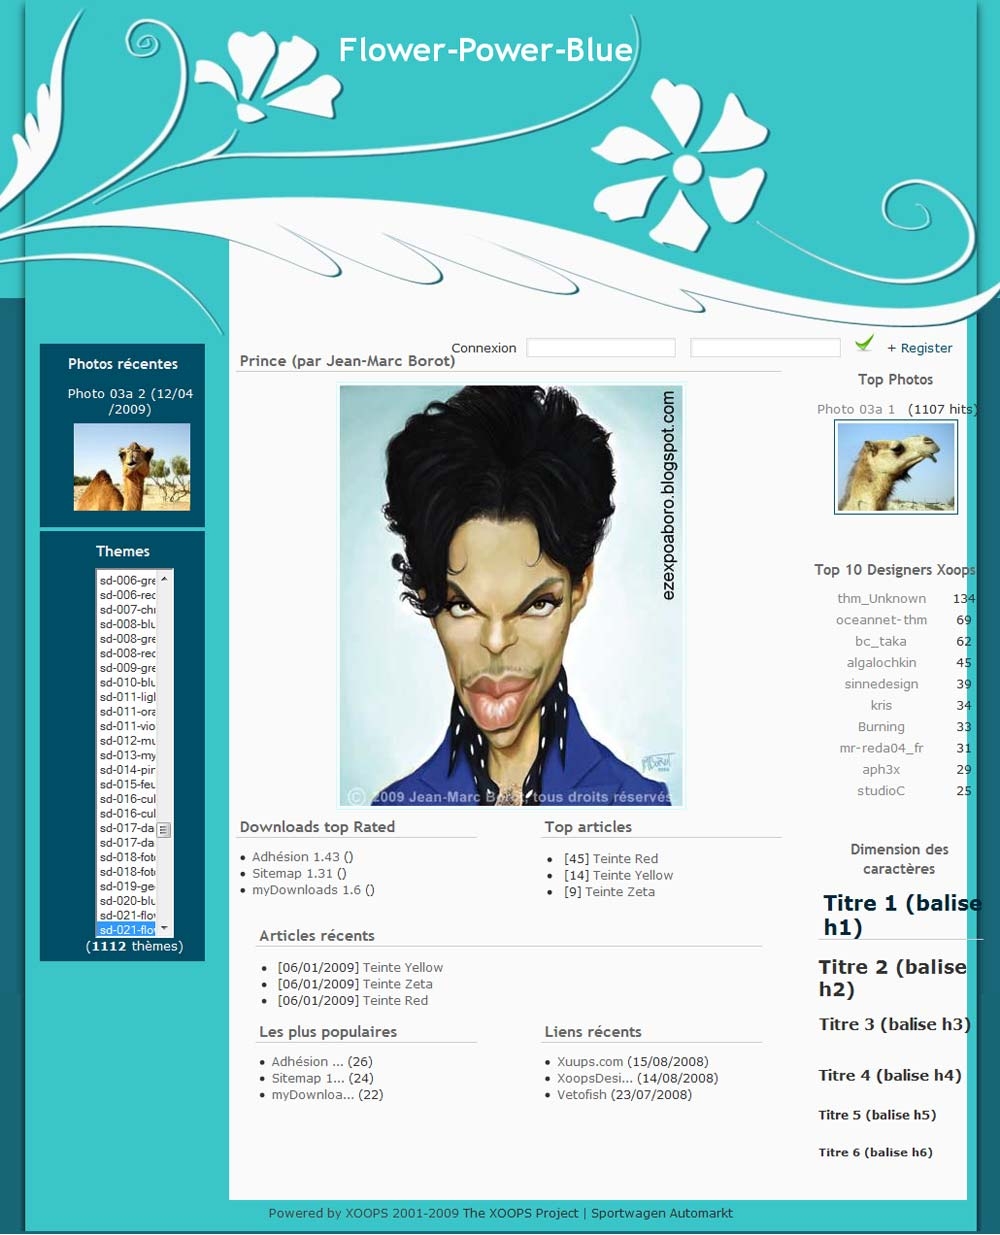 Flower-Power-Blue
Connexion
+ Register
Photos récentes
Photo 03a 2 (12/04
/2009)
Themes
sd-006-gre
sd-006-red
sd-007-chr
sd-008-blu
sd-008-gre
sd-008-red
sd-009-gre
sd-010-blu
sd-011-ligh
sd-011-ora
sd-011-vio
sd-012-mu
sd-013-my
sd-014-pin
sd-015-feu
sd-016-cul
sd-016-cul
sd-017-da
sd-017-da
sd-018-foto
sd-018-foto
sd-019-ge
sd-020-blu
sd-021-flo
sd-021-flo
(1112 thèmes)
Prince (par Jean-Marc Borot)
ezexpoaboro.blogspot.com
© 2009 Jean-Marc Borot, tous droits réservés
Downloads top Rated
Adhésion 1.43 ()
Sitemap 1.31 ()
myDownloads 1.6 ()
Top articles
[45] Teinte Red
[14] Teinte Yellow
[9] Teinte Zeta
Articles récents
[06/01/2009] Teinte Yellow
[06/01/2009] Teinte Zeta
[06/01/2009] Teinte Red
Les plus populaires
Adhésion ... (26)
Sitemap 1... (24)
myDownloa... (22)
Liens récents
Xuups.com (15/08/2008)
XoopsDesi... (14/08/2008)
Vetofish (23/07/2008)
Top Photos
Photo 03a 1 (1107 hits)
Top 10 Designers Xoops
thm_Unknown 134
oceannet-thm 69
bc_taka 62
algalochkin 45
sinnedesign 39
kris 34
Burning 33
mr-reda04_fr 31
aph3x 29
studioC 25
Dimension des
caractères
Titre 1 (balise
h1)
Titre 2 (balise
h2)
Titre 3 (balise h3)
Titre 4 (balise h4)
Titre 5 (balise h5)
Titre 6 (balise h6)
Powered by XOOPS 2001-2009 The XOOPS Project | Sportwagen Automarkt